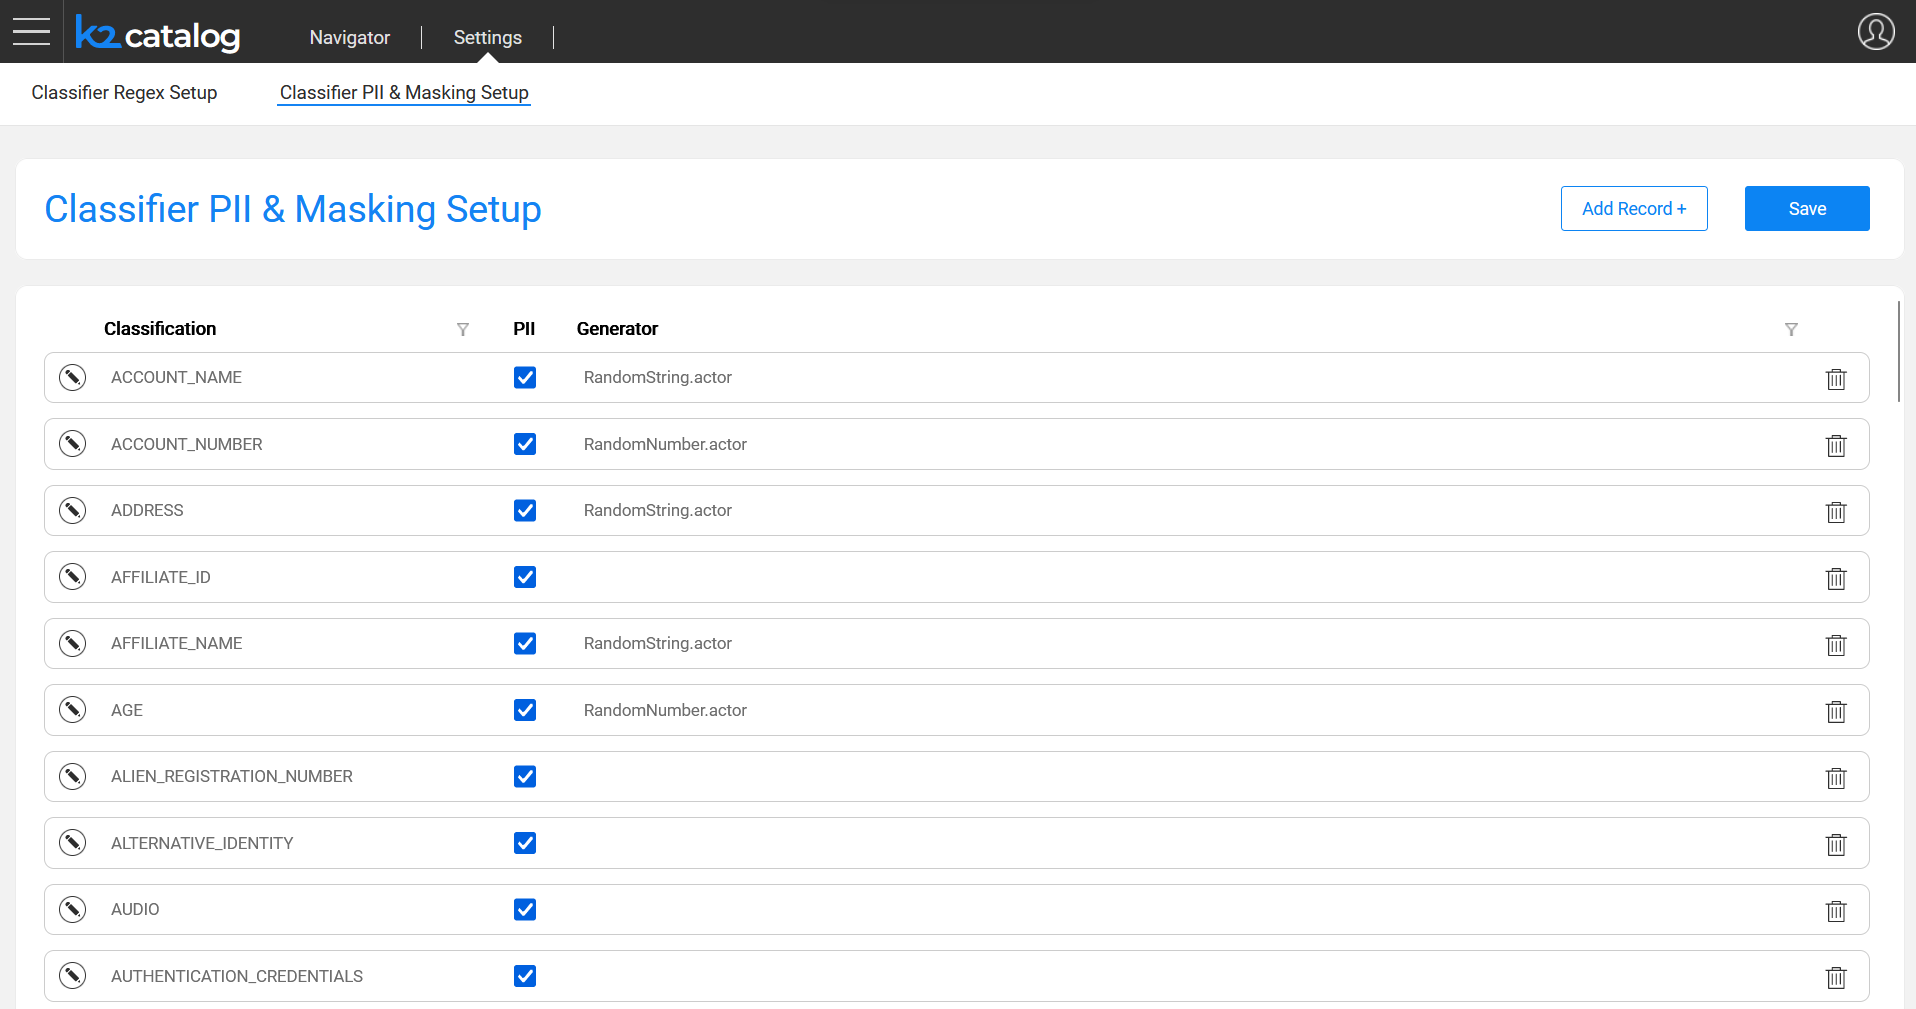 k2catalog Navigator Settings
Classifier Regex Setup Classifier PII & Masking Setup
Classifier PII & Masking Setup Add Record + Save
Classification PII Generator
ACCOUNT_NAME RandomString.actor
ACCOUNT_NUMBER RandomNumber.actor
ADDRESS RandomString.actor
AFFILIATE_ID
AFFILIATE_NAME RandomString.actor
AGE RandomNumber.actor
ALIEN_REGISTRATION_NUMBER
ALTERNATIVE_IDENTITY
AUDIO
AUTHENTICATION_CREDENTIALS